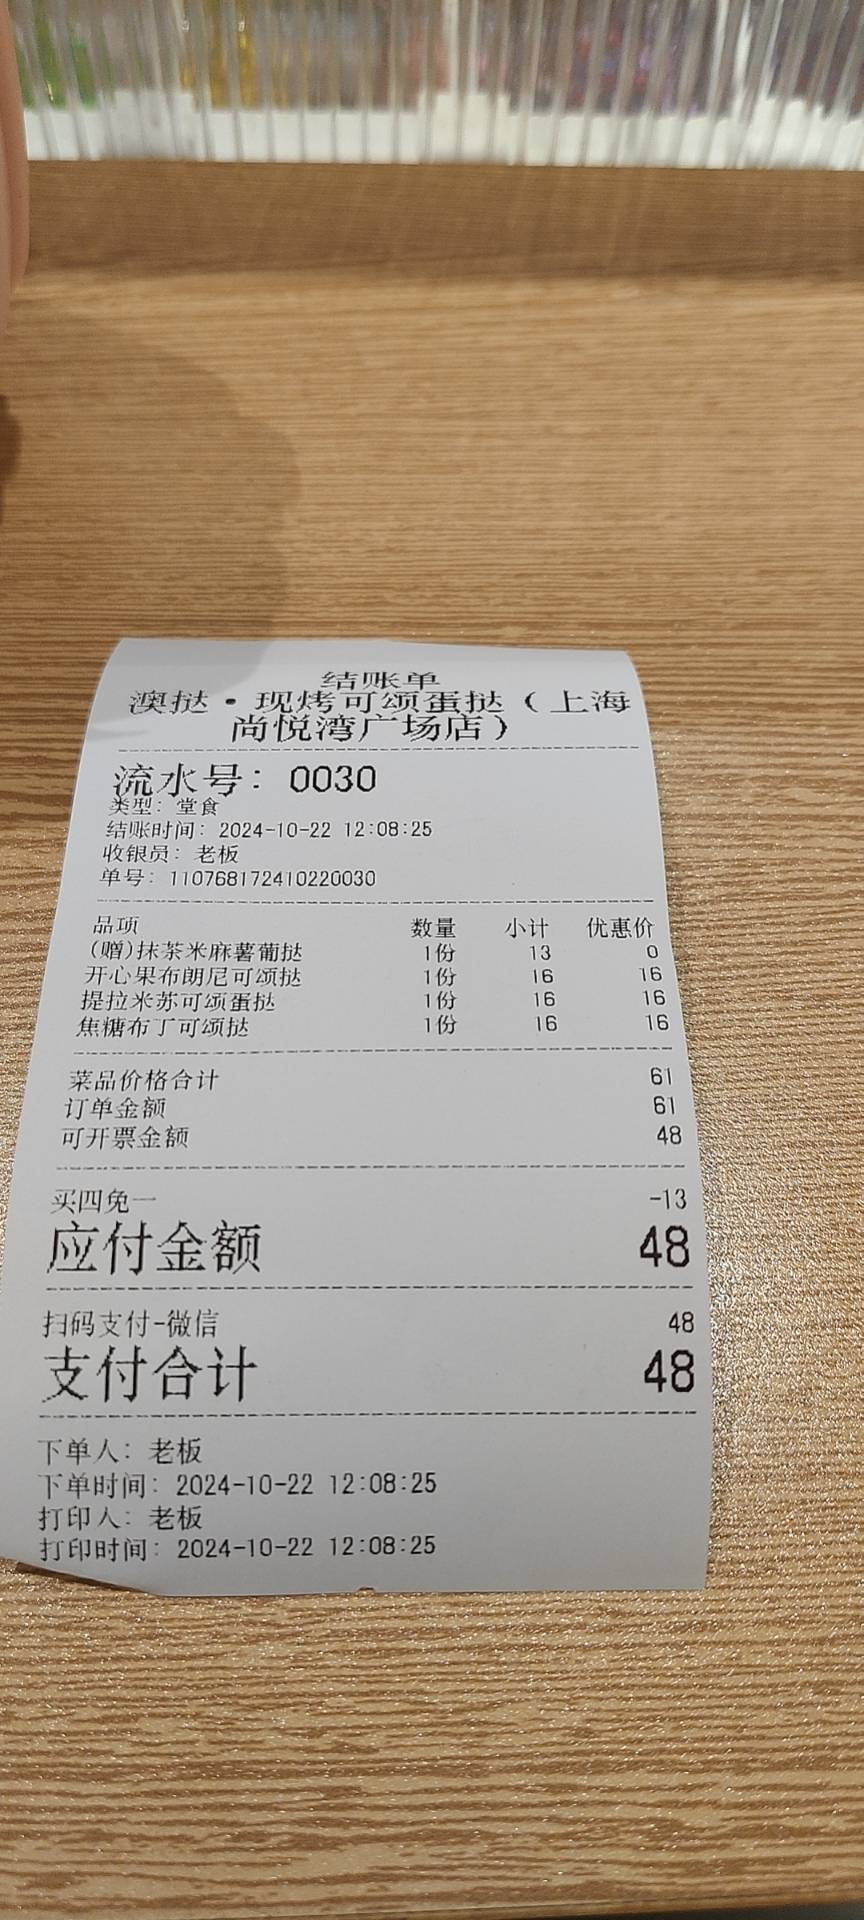 结账单
澳挞·现烤可颂蛋挞（上海
尚悦湾广场店）
流水号：0030
类型：堂食
结账时间：2024-10-22 12:08:25
收银员：老板
单号：110768172410220030
品项 数量 小计 优惠价
(赠)抹茶米麻薯葡挞 1份 13 0
开心果布朗尼可颂挞 1份 16 16
提拉米苏可颂蛋挞 1份 16 16
焦糖布丁可颂挞 1份 16 16
菜品价格合计 61
订单金额 61
可开票金额 48
买四免一 -13
应付金额 48
扫码支付-微信 48
支付合计 48
下单人：老板
下单时间：2024-10-22 12:08:25
打印人：老板
打印时间：2024-10-22 12:08:25